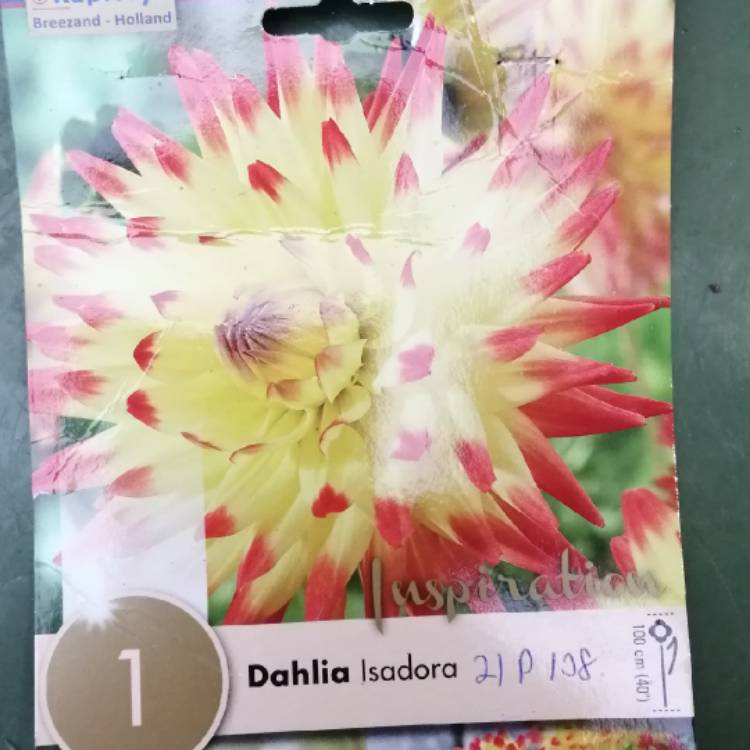 Breezand - Holland
Inspiration
1
Dahlia Isadora 21 P 108
100 cm (40")